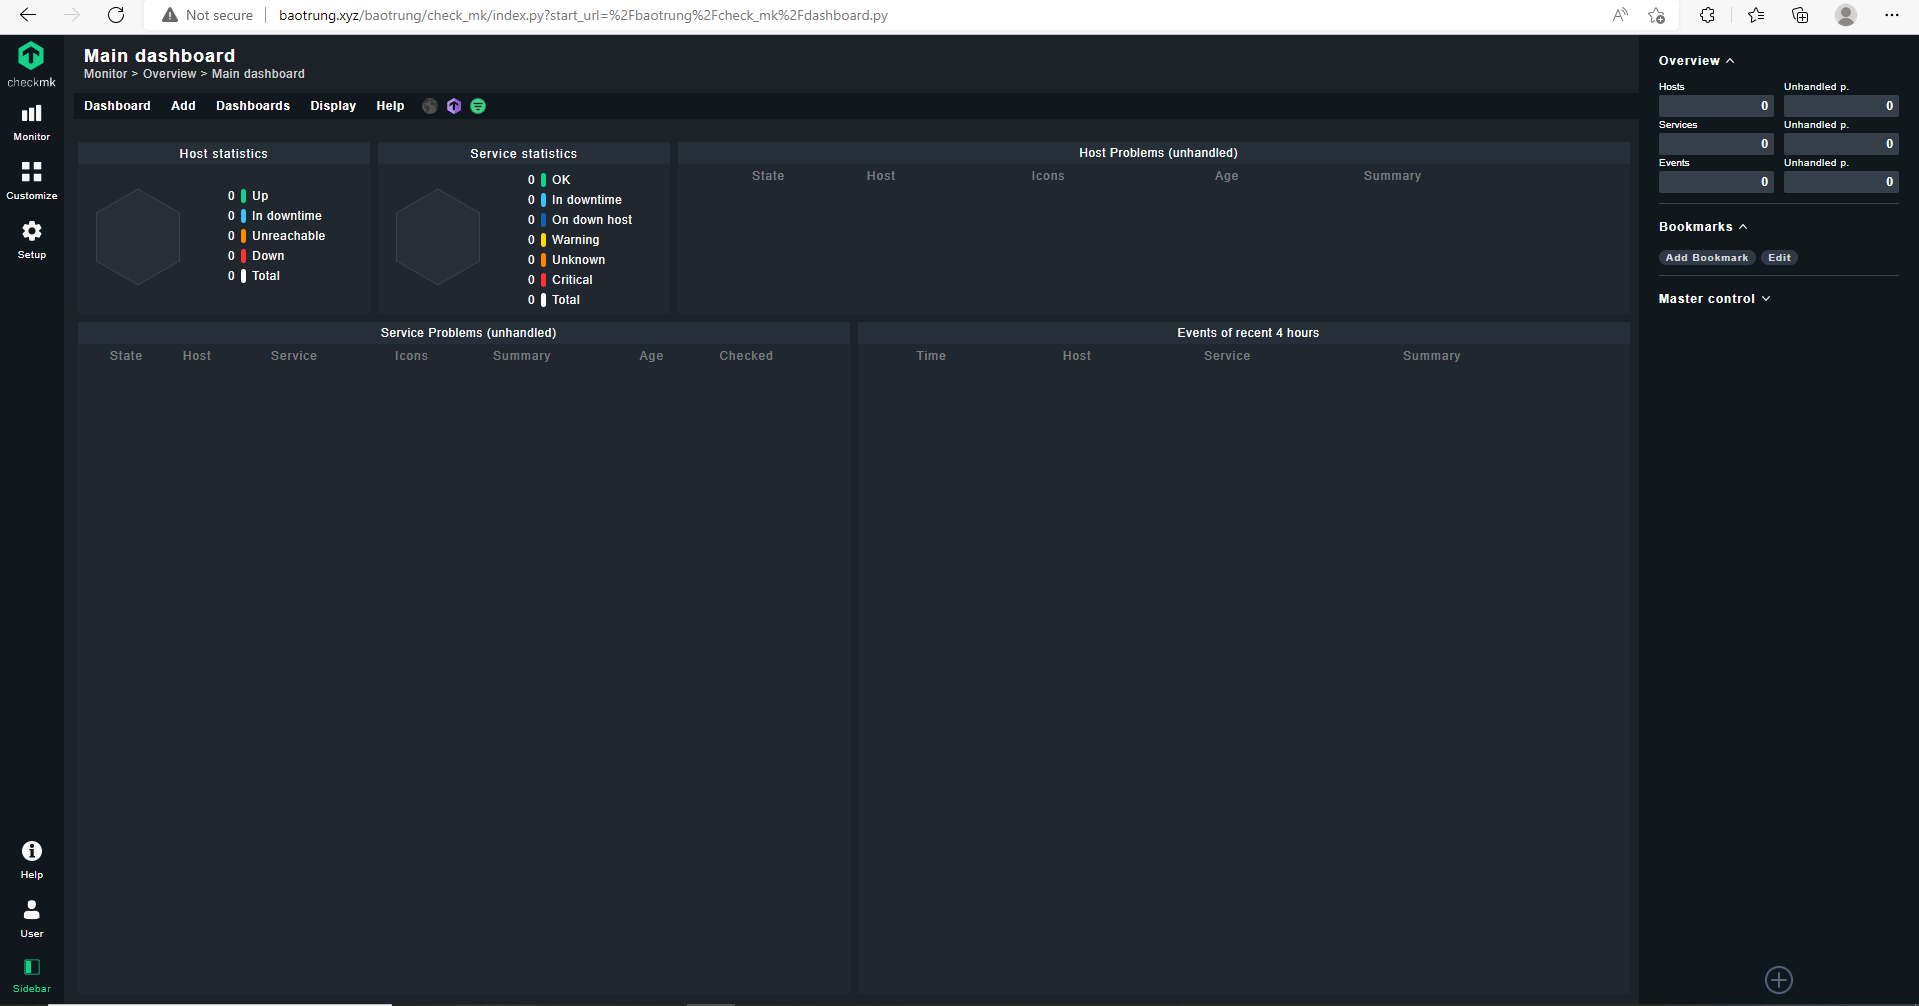 Not secure
baotrung.xyz/baotrung/check_mk/index.py?start_url=%2Fbaotrung%2Fcheck_mk%2Fdashboard.py
checkmk
Monitor
Customize
Setup
Help
User
Sidebar
Main dashboard
Monitor > Overview > Main dashboard
Dashboard Add Dashboards Display Help
Host statistics
0 Up
0 In downtime
0 Unreachable
0 Down
0 Total
Service statistics
0 OK
0 In downtime
0 On down host
0 Warning
0 Unknown
0 Critical
0 Total
Host Problems (unhandled)
State Host Icons Age Summary
Service Problems (unhandled)
State Host Service Icons Summary Age Checked
Events of recent 4 hours
Time Host Service Summary
Overview
Hosts Unhandled p.
0 0
Services Unhandled p.
0 0
Events Unhandled p.
0 0
Bookmarks
Add Bookmark Edit
Master control